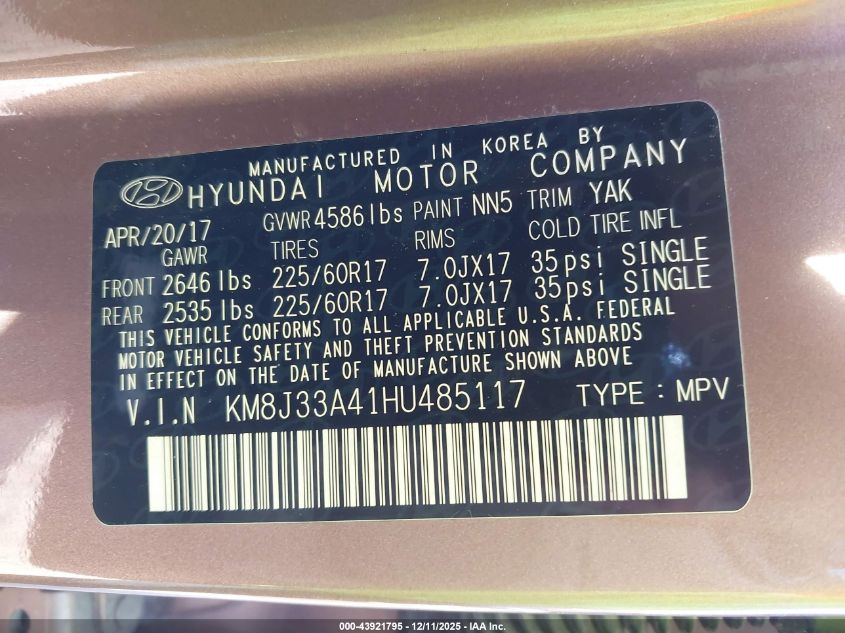 MANUFACTURED IN KOREA BY
HYUNDAI MOTOR COMPANY
APR/20/17 GVWR 4586 lbs PAINT NN5 TRIM YAK
GAWR TIRES RIMS COLD TIRE INFL
FRONT 2646 lbs 225/60R17 7.0JX17 35psi SINGLE
REAR 2535 lbs 225/60R17 7.0JX17 35psi SINGLE
THIS VEHICLE CONFORMS TO ALL APPLICABLE U.S.A. FEDERAL
MOTOR VEHICLE SAFETY AND THEFT PREVENTION STANDARDS
IN EFFECT ON THE DATE OF MANUFACTURE SHOWN ABOVE
V.I.N KM8J33A41HU485117 TYPE : MPV
000-43921795 - 12/11/2025 - IAA Inc.